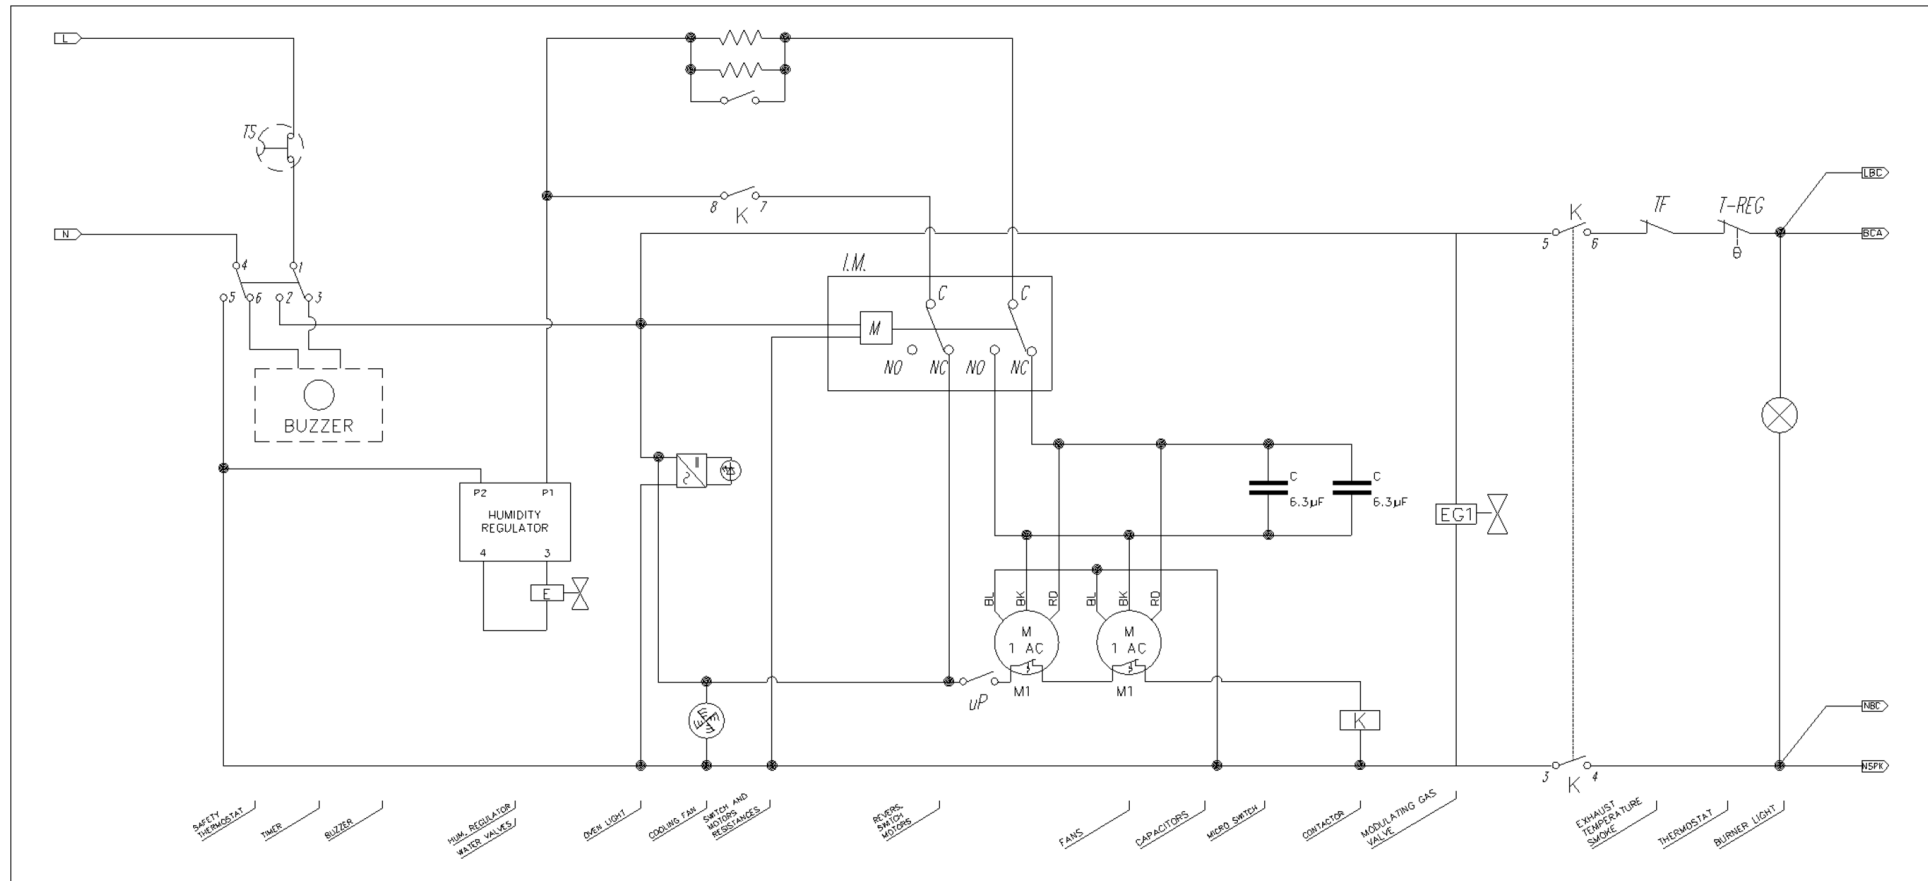 L
TS
LBC
8 K 7
K
TF
T-REG
N
5
6
θ
BCA
4
1
I.M.
C
C
5
6
2
3
M
NO
NC
NO
NC
BUZZER
C
6.3µF
C
6.3µF
P2
P1
HUMIDITY
REGULATOR
EG1
4
3
E
BL
BK
RD
BL
BK
RD
M
1 AC
M
1 AC
M1
M1
uP
K
NBC
NSPK
3
K
4
SAFETY
THERMOSTAT
TIMER
BUZZER
HUM. REGULATOR
WATER VALVES
OVEN LIGHT
COOLING FAN
SWITCH AND
MOTORS
RESISTANCES
REVERS.
SWITCH
MOTORS
FANS
CAPACITORS
MICRO SWITCH
CONTACTOR
MODULATING GAS
VALVE
EXHAUST
TEMPERATURE
SMOKE
THERMOSTAT
BURNER LIGHT